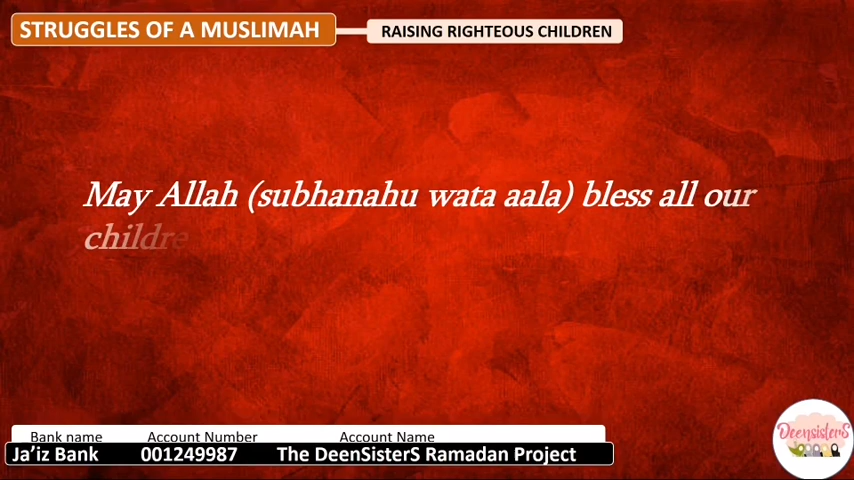 STRUGGLES OF A MUSLIMAH
RAISING RIGHTEOUS CHILDREN
May Allah (subhanahu wata aala) bless all our
childre
Bank name Account Number Account Name
Ja’iz Bank 001249987 The DeenSisterS Ramadan Project
DeensisterS